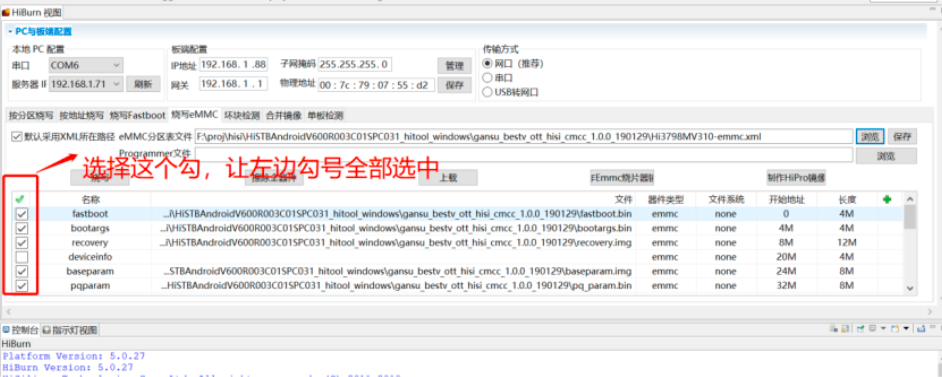 HiBurn 视图
PC与板端配置
本地 PC 配置 板端配置 传输方式
串口 COM6 IP地址 192.168. 1 .88 子网掩码 255.255.255. 0 管理 网口（推荐）
服务器 IP 192.168.1.71 刷新 网关 192.168. 1 . 1 物理地址 00 : 7c : 79 : 07 : 55 : d2 保存 串口
USB转网口
按分区烧写 按地址烧写 烧写Fastboot 烧写eMMC 坏块检测 合并镜像 单板检测
默认采用XML所在路径 eMMC分区表文件 F:\proj\hisi\HiSTBAndroidV600R003C01SPC031_hitool_windows\gansu_bestv_ott_hisi_cmcc_1.0.0_190129\Hi3798MV310-emmc.xml 浏览 保存
Programmer文件 浏览
选择这个勾，让左边勾号全部选中
烧写 擦除全器件 上载 制作HiPro镜像
名称 文件 器件类型 文件系统 开始地址 长度
fastboot ...i\HiSTBAndroidV600R003C01SPC031_hitool_windows\gansu_bestv_ott_hisi_cmcc_1.0.0_190129\fastboot.bin emmc none 0 4M
bootargs ...i\HiSTBAndroidV600R003C01SPC031_hitool_windows\gansu_bestv_ott_hisi_cmcc_1.0.0_190129\bootargs.bin emmc none 4M 4M
recovery ...i\HiSTBAndroidV600R003C01SPC031_hitool_windows\gansu_bestv_ott_hisi_cmcc_1.0.0_190129\recovery.img emmc none 8M 12M
deviceinfo emmc none 20M 4M
baseparam ...STBAndroidV600R003C01SPC031_hitool_windows\gansu_bestv_ott_hisi_cmcc_1.0.0_190129\baseparam.img emmc none 24M 8M
pqparam ...HiSTBAndroidV600R003C01SPC031_hitool_windows\gansu_bestv_ott_hisi_cmcc_1.0.0_190129\pq_param.bin emmc none 32M 8M
控制台 指示灯视图
HiBurn
Platform Version: 5.0.27
HiBurn Version: 5.0.27